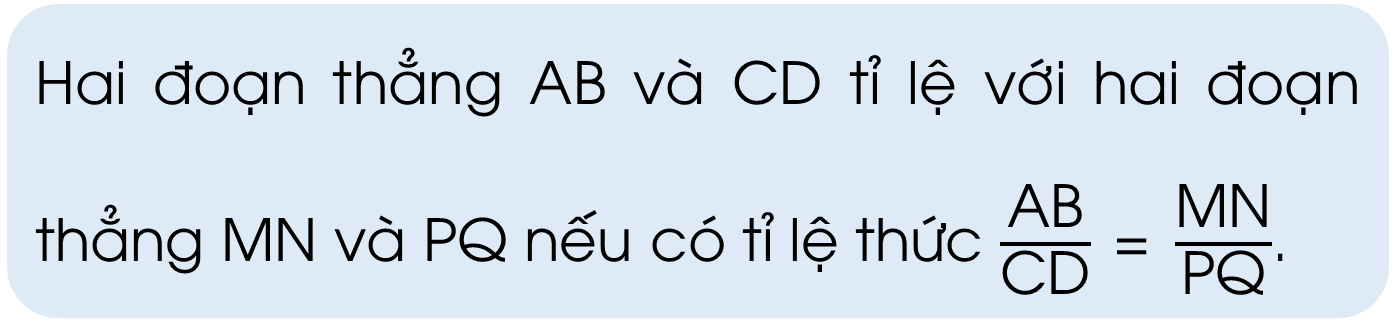 Hai đoạn thẳng AB và CD tỉ lệ với hai đoạn
thẳng MN và PQ nếu có tỉ lệ thức AB/CD = MN/PQ.